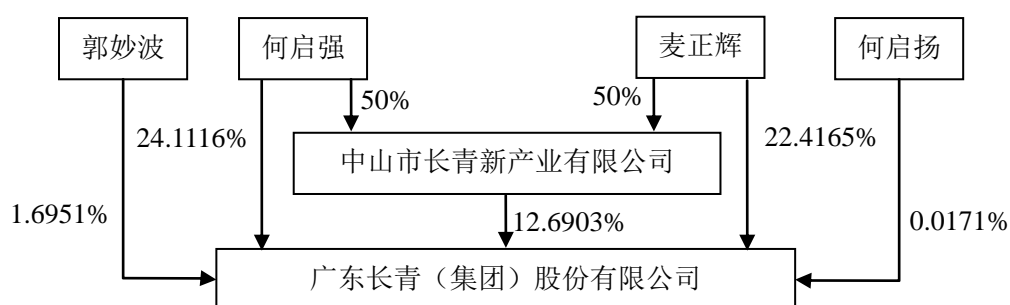 郭妙波 何启强 麦正辉 何启扬
50% 50%
24.1116% 22.4165%
中山市长青新产业有限公司
1.6951% 12.6903% 0.0171%
广东长青（集团）股份有限公司